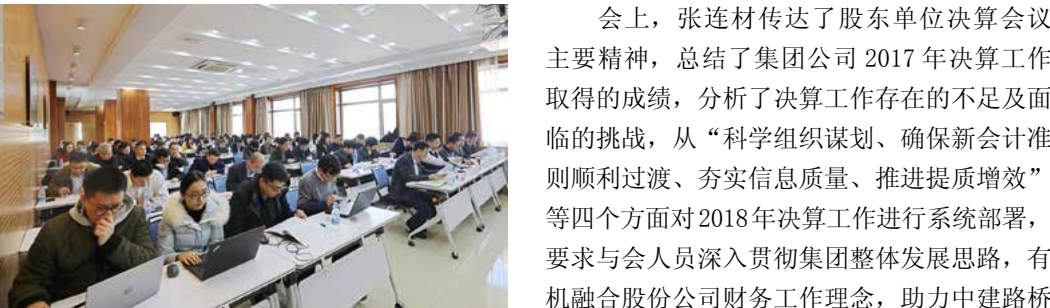 会上，张连材传达了股东单位决算会议
主要精神，总结了集团公司 2017 年决算工作
取得的成绩，分析了决算工作存在的不足及面
临的挑战，从“科学组织谋划、确保新会计准
则顺利过渡、夯实信息质量、推进提质增效”
等四个方面对2018年决算工作进行系统部署，
要求与会人员深入贯彻集团整体发展思路，有
机融合股份公司财务工作理念，助力中建路桥